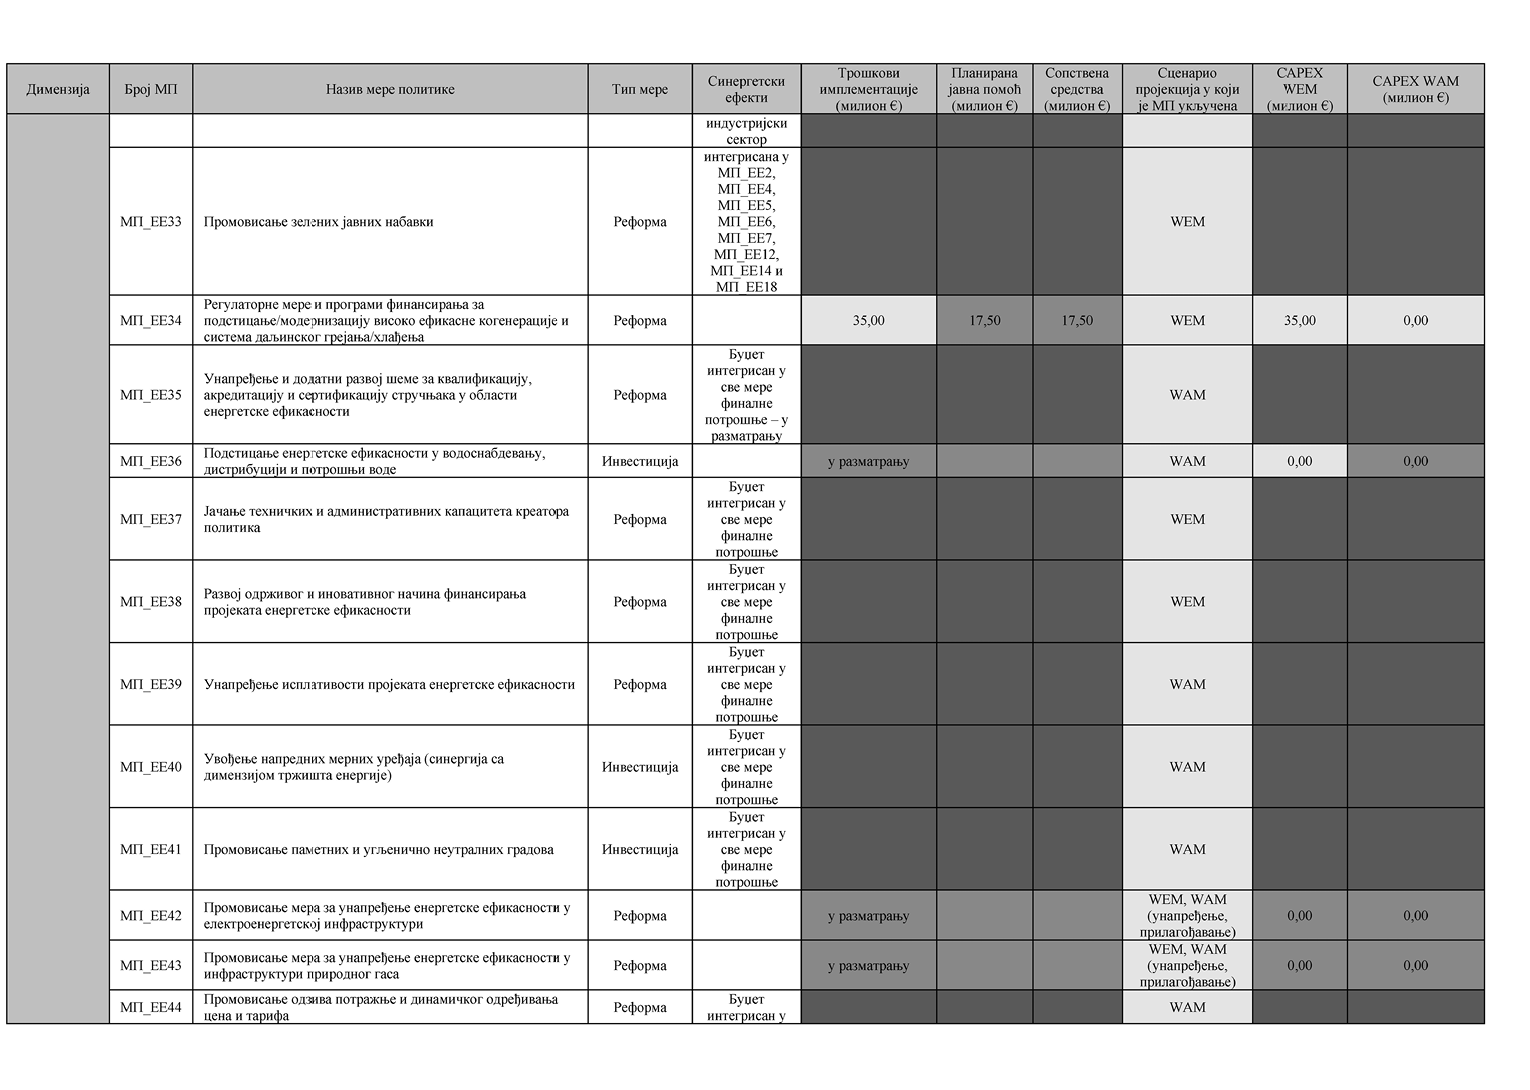 Димензија
Број МП
Назив мере политике
Тип мере
Синергетски
ефекти
Трошкови
имплементације
(милион €)
Планирана
јавна помоћ
(милион €)
Сопствена
средства
(милион €)
Сценарио
пројекција у који
је МП укључена
CAPEX
WEM
(милион €)
CAPEX WAM
(милион €)
индустријски
сектор
МП_ЕЕ33
Промовисање зелених јавних набавки
Реформа
интегрисана у
МП_ЕЕ2,
МП_ЕЕ4,
МП_ЕЕ5,
МП_ЕЕ6,
МП_ЕЕ7,
МП_ЕЕ12,
МП_ЕЕ14 и
МП_ЕЕ18
WEM
МП_ЕЕ34
Регулаторне мере и програми финансирања за
подстицање/модернизацију високо ефикасне когенерације и
система даљинског грејања/хлађења
Реформа
35,00
17,50
17,50
WEM
35,00
0,00
МП_ЕЕ35
Унапређење и додатни развој шеме за квалификацију,
акредитацију и сертификацију стручњака у области
енергетске ефикасности
Реформа
Буџет
интегрисан у
све мере
финалне
потрошње – у
разматрању
WAM
МП_ЕЕ36
Подстицање енергетске ефикасности у водоснабдевању,
дистрибуцији и потрошњи воде
Инвестиција
у разматрању
WAM
0,00
0,00
МП_ЕЕ37
Јачање техничких и административних капацитета креатора
политика
Реформа
Буџет
интегрисан у
све мере
финалне
потрошње
WEM
МП_ЕЕ38
Развој одрживог и иновативног начина финансирања
пројеката енергетске ефикасности
Реформа
Буџет
интегрисан у
све мере
финалне
потрошње
WEM
МП_ЕЕ39
Унапређење исплативости пројеката енергетске ефикасности
Реформа
Буџет
интегрисан у
све мере
финалне
потрошње
WAM
МП_ЕЕ40
Увођење напредних мерних уређаја (синергија са
димензијом тржишта енергије)
Инвестиција
Буџет
интегрисан у
све мере
финалне
потрошње
WAM
МП_ЕЕ41
Промовисање паметних и угљенично неутралних градова
Инвестиција
Буџет
интегрисан у
све мере
финалне
потрошње
WAM
МП_ЕЕ42
Промовисање мера за унапређење енергетске ефикасности у
електроенергетској инфраструктури
Реформа
у разматрању
WEM, WAM
(унапређење,
прилагођавање)
0,00
0,00
МП_ЕЕ43
Промовисање мера за унапређење енергетске ефикасности у
инфраструктури природног гаса
Реформа
у разматрању
WEM, WAM
(унапређење,
прилагођавање)
0,00
0,00
МП_ЕЕ44
Промовисање одзива потражње и динамичког одређивања
цена и тарифа
Реформа
Буџет
интегрисан у
WAM